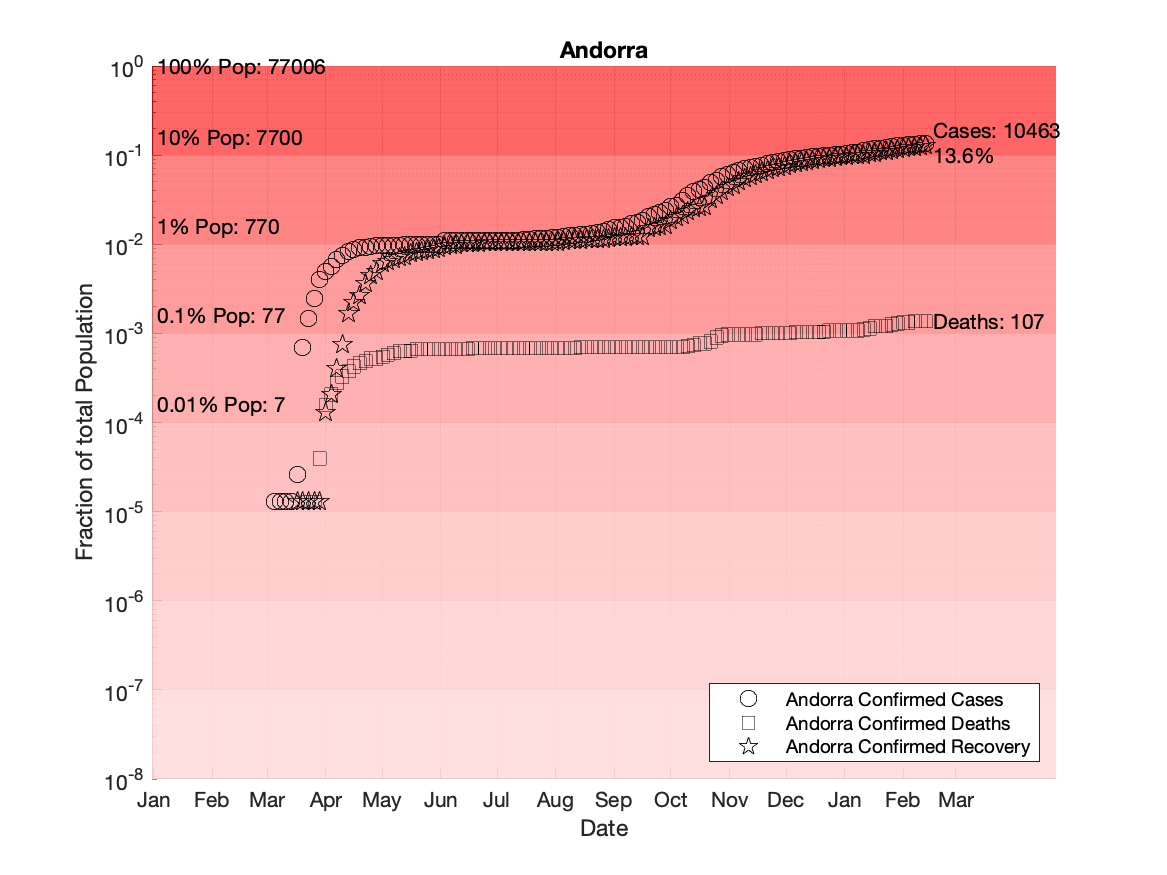 Andorra
10^0
100% Pop: 77006
10% Pop: 7700
Cases: 10463
10^-1
13.6%
1% Pop: 770
10^-2
0.1% Pop: 77
Deaths: 107
10^-3
0.01% Pop: 7
10^-4
10^-5
10^-6
10^-7
10^-8
Fraction of total Population
Andorra Confirmed Cases
Andorra Confirmed Deaths
Andorra Confirmed Recovery
Jan Feb Mar Apr May Jun Jul Aug Sep Oct Nov Dec Jan Feb Mar
Date